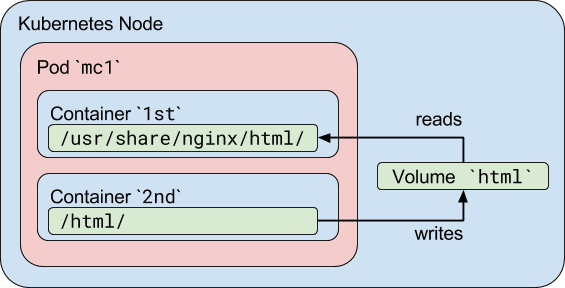 Kubernetes Node
Pod `mc1`
Container `1st`
/usr/share/nginx/html/
reads
Volume `html`
Container `2nd`
/html/
writes